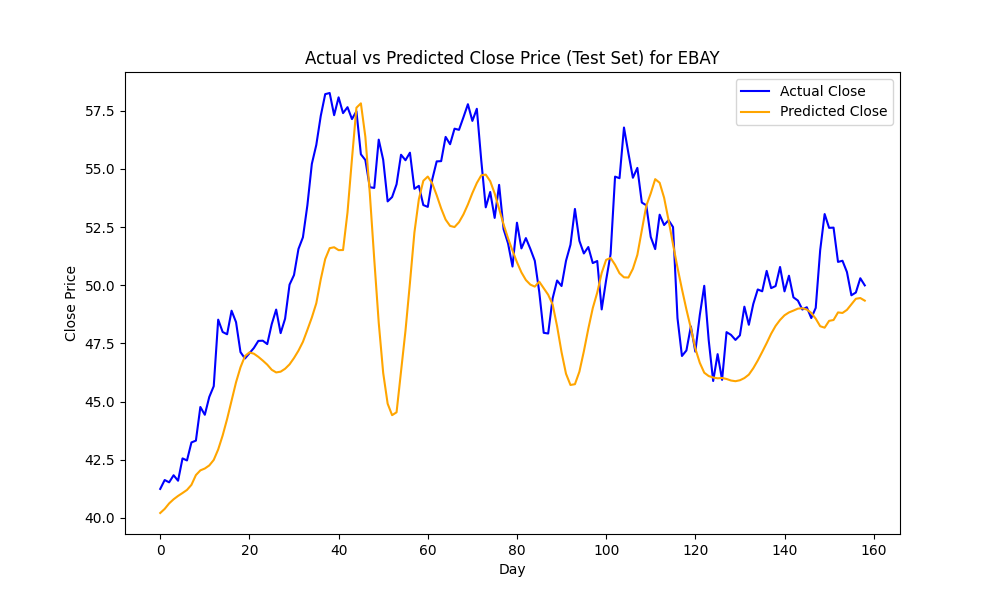 Actual vs Predicted Close Price (Test Set) for EBAY
Actual Close
Predicted Close
Close Price
57.5
55.0
52.5
50.0
47.5
45.0
42.5
40.0
0 20 40 60 80 100 120 140 160
Day